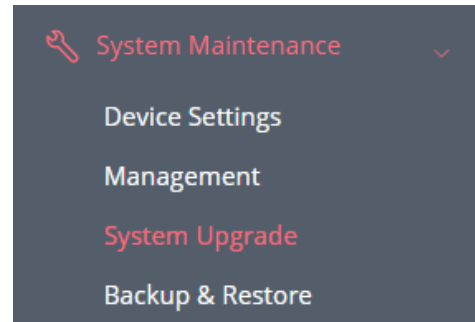 System Maintenance
Device Settings
Management
System Upgrade
Backup & Restore